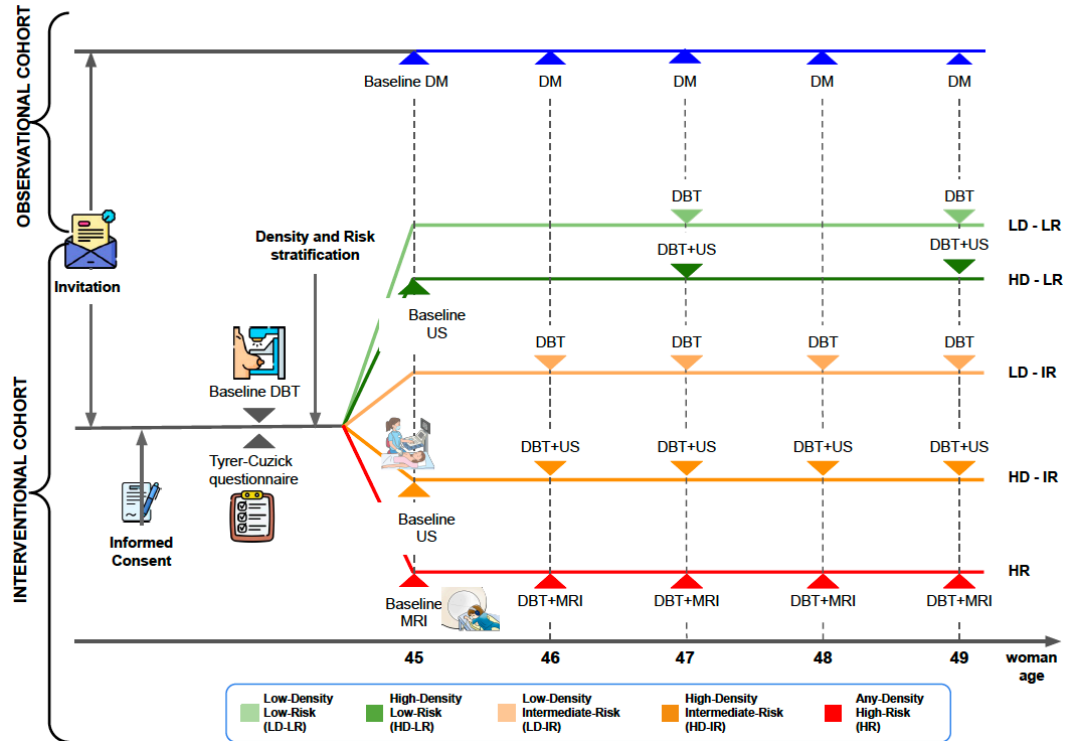 OBSERVATIONAL COHORT
INTERVENTIONAL COHORT
Baseline DM
DM
DM
DM
DM
Invitation
Density and Risk
stratification
DBT
DBT
LD - LR
DBT+US
DBT+US
HD - LR
Baseline
US
DBT
DBT
DBT
DBT
LD - IR
Baseline DBT
Tyrer-Cuzick
questionnaire
Informed
Consent
DBT+US
DBT+US
DBT+US
DBT+US
HD - IR
Baseline
US
HR
Baseline
MRI
DBT+MRI
DBT+MRI
DBT+MRI
DBT+MRI
45
46
47
48
49
woman
age
Low-Density
Low-Risk
(LD-LR)
High-Density
Low-Risk
(HD-LR)
Low-Density
Intermediate-Risk
(LD-IR)
High-Density
Intermediate-Risk
(HD-IR)
Any-Density
High-Risk
(HR)